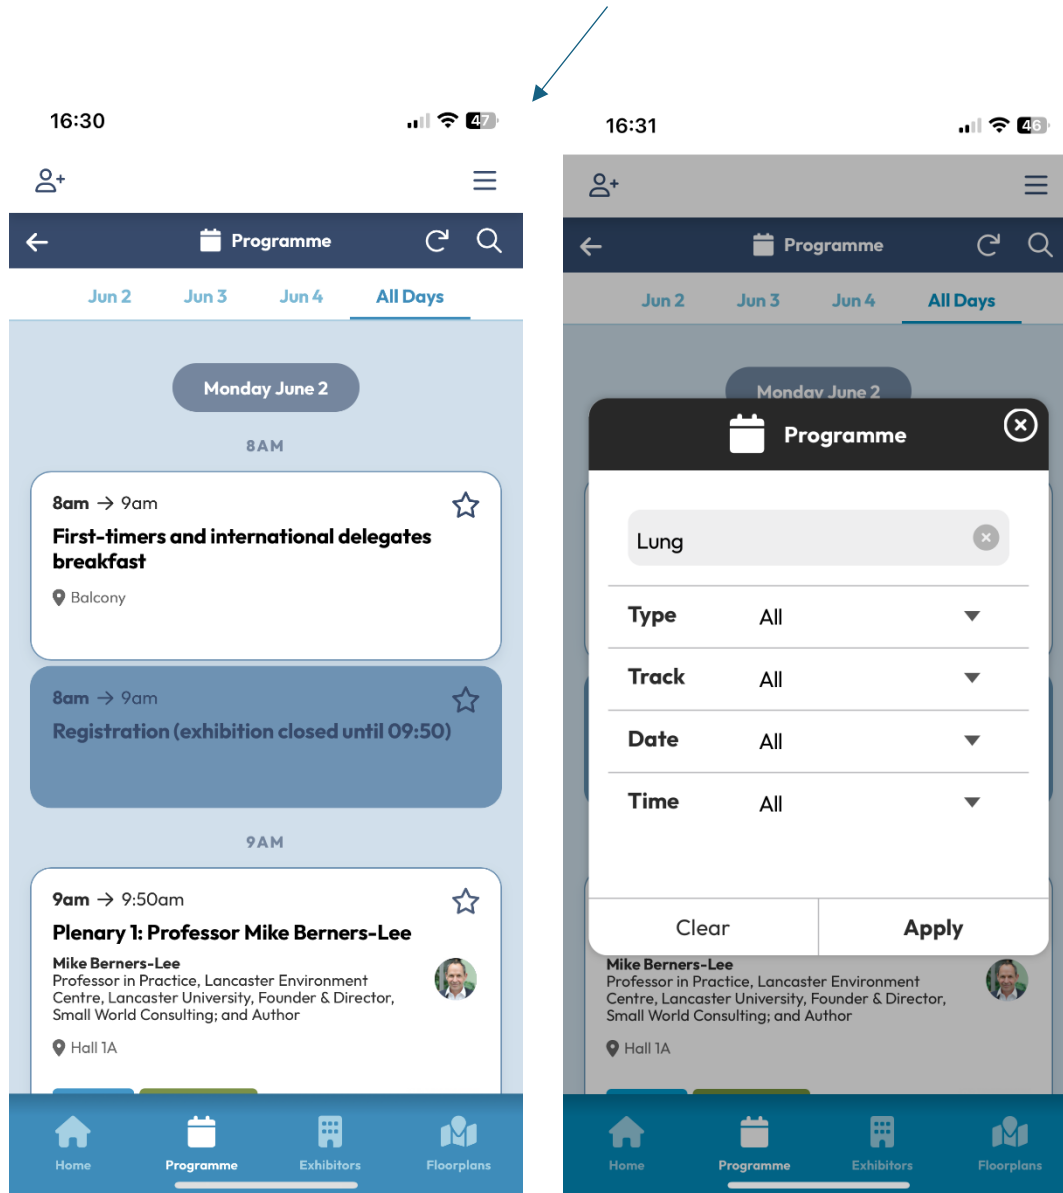 16:30
47
Programme
Jun 2
Jun 3
Jun 4
All Days
Monday June 2
8AM
8am → 9am
First-timers and international delegates
breakfast
Balcony
8am → 9am
Registration (exhibition closed until 09:50)
9AM
9am → 9:50am
Plenary 1: Professor Mike Berners-Lee
Mike Berners-Lee
Professor in Practice, Lancaster Environment
Centre, Lancaster University, Founder & Director,
Small World Consulting; and Author
Hall 1A
Home
Programme
Exhibitors
Floorplans
16:31
46
Programme
Jun 2
Jun 3
Jun 4
All Days
Monday June 2
Programme
Lung
Type
All
Track
All
Date
All
Time
All
Clear
Apply
Mike Berners-Lee
Professor in Practice, Lancaster Environment
Centre, Lancaster University, Founder & Director,
Small World Consulting; and Author
Hall 1A
Home
Programme
Exhibitors
Floorplans